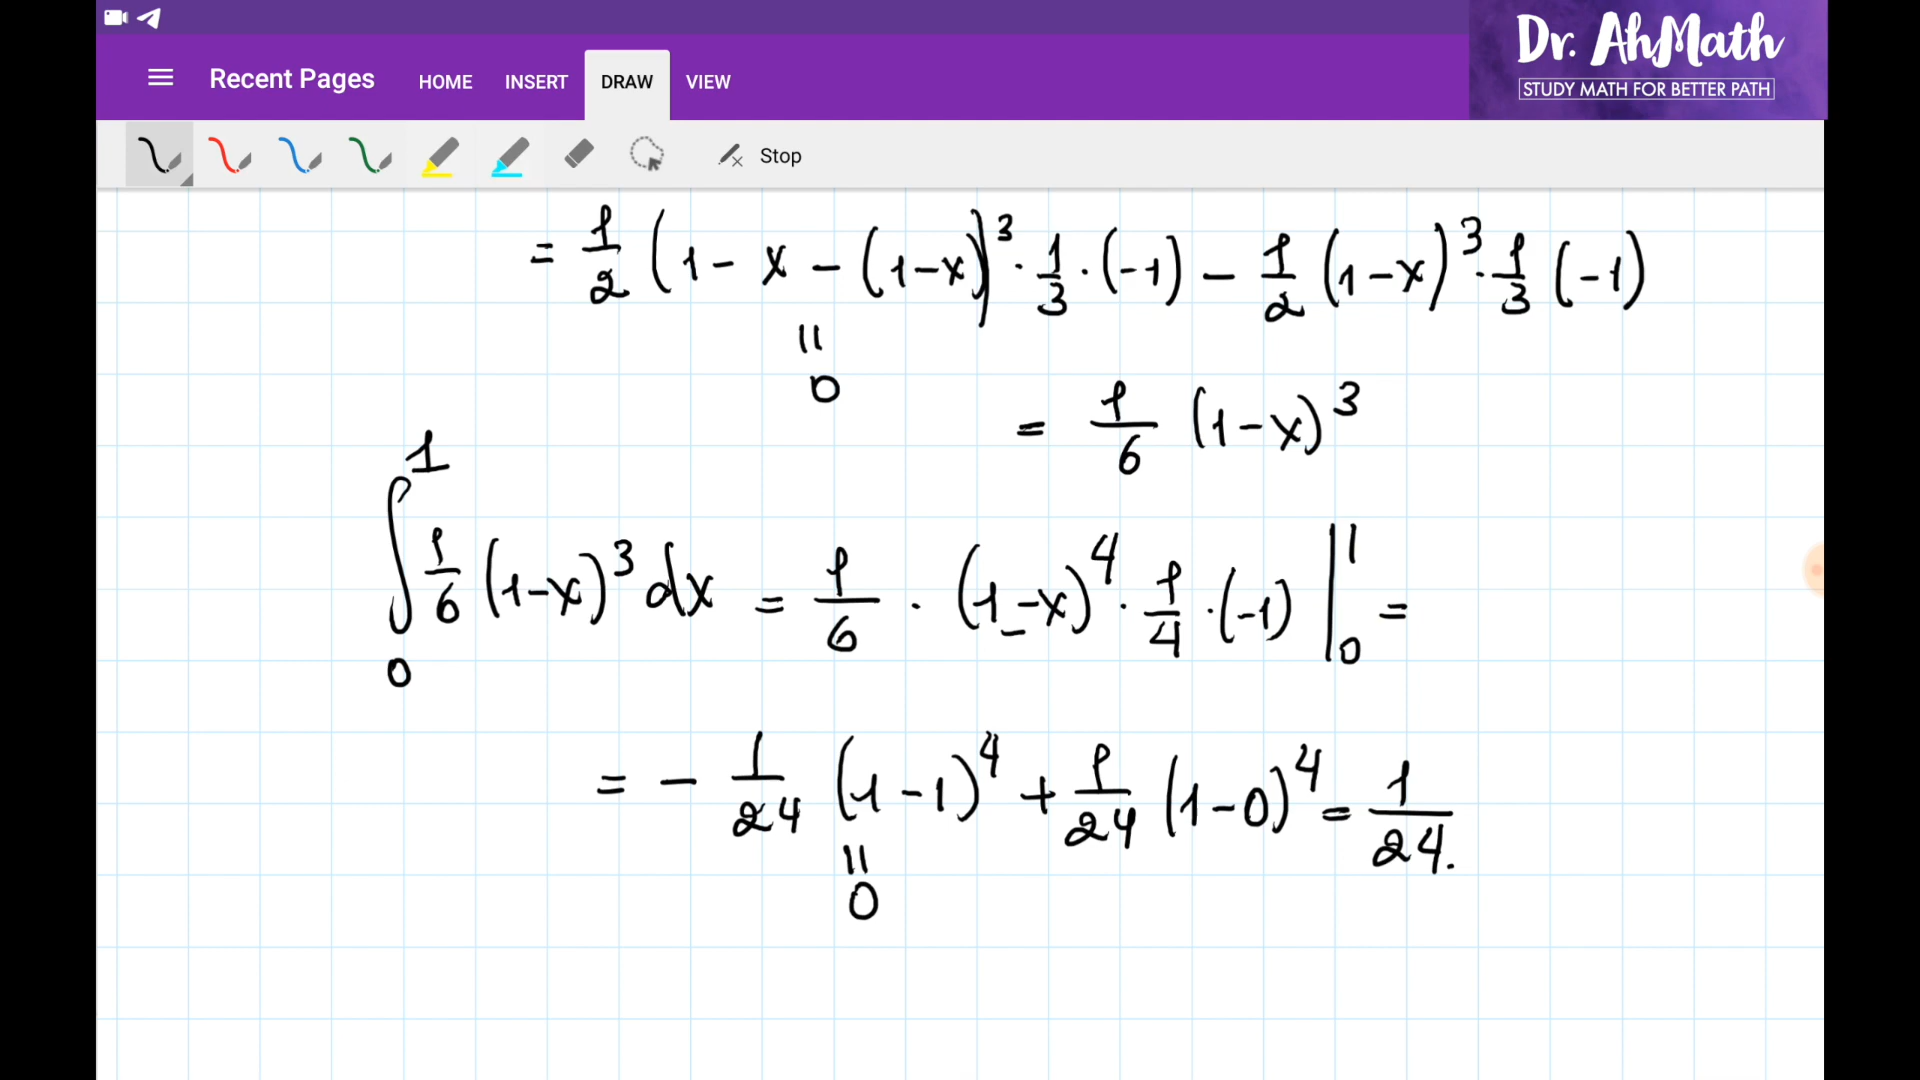 Dr. AhMath
Recent Pages HOME INSERT DRAW VIEW
STUDY MATH FOR BETTER PATH
Stop
= 1/2 (1 - x - (1-x))^3 · 1/3 · (-1) - 1/2 (1-x)^3 · 1/3 (-1)
11
0
= 1/6 (1-x)^3
∫_0^1 1/6 (1-x)^3 dx = 1/6 · (1-x)^4 · 1/4 · (-1) |_0^1 =
= - 1/24 (1-1)^4 + 1/24 (1-0)^4 = 1/24.
11
0